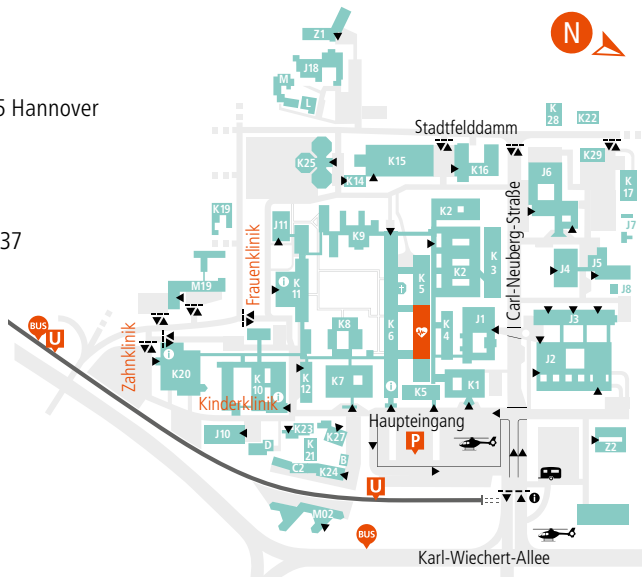 N
Z1
J18
M
L
5 Hannover
K 28
K22
Stadtfelddamm
K25
K15
K29
K14
K16
J6
K 17
K19
K2
J11
J7
K9
37
Frauenklinik
Carl-Neuberg-Straße
K2
K 3
K 5
J4
J5
M19
K 11
J8
BUS
U
Zahnklinik
K8
K 6
K 4
J1
J3
K20
K 10
K 12
K7
J2
K5
K1
Kinderklinik
Haupteingang
J10
K23
K27
P
Z2
D
K 21
B
C2
K24
U
M02
BUS
Karl-Wiechert-Allee